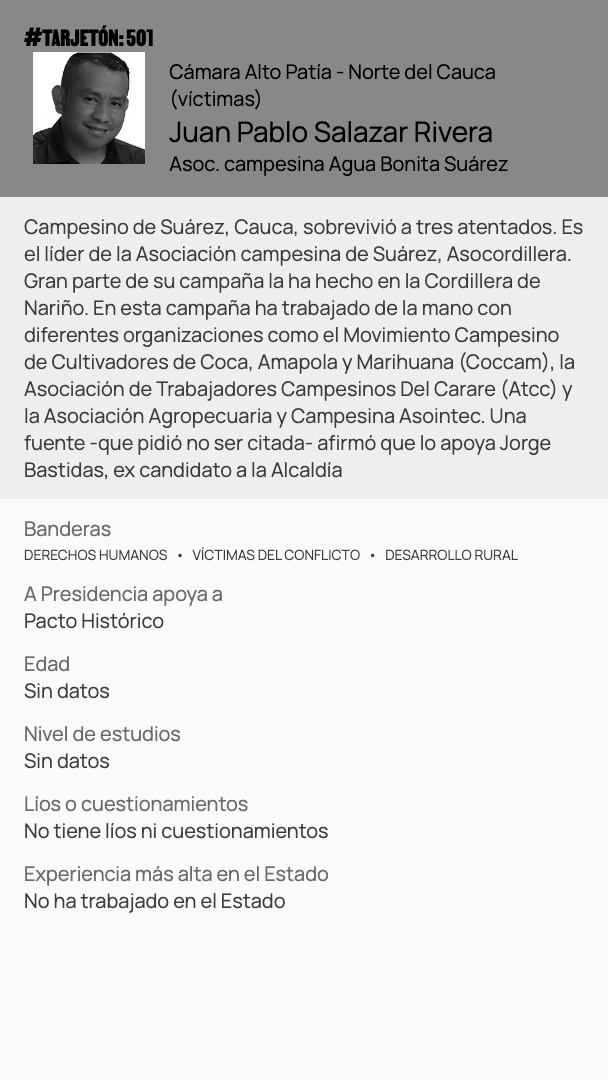 #TARJETÓN: 501
Cámara Alto Patía - Norte del Cauca
(víctimas)
Juan Pablo Salazar Rivera
Asoc. campesina Agua Bonita Suárez
Campesino de Suárez, Cauca, sobrevivió a tres atentados. Es
el líder de la Asociación campesina de Suárez, Asocordillera.
Gran parte de su campaña la ha hecho en la Cordillera de
Nariño. En esta campaña ha trabajado de la mano con
diferentes organizaciones como el Movimiento Campesino
de Cultivadores de Coca, Amapola y Marihuana (Coccam), la
Asociación de Trabajadores Campesinos Del Carare (Atcc) y
la Asociación Agropecuaria y Campesina Asointec. Una
fuente -que pidió no ser citada- afirmó que lo apoya Jorge
Bastidas, ex candidato a la Alcaldía
Banderas
DERECHOS HUMANOS • VÍCTIMAS DEL CONFLICTO • DESARROLLO RURAL
A Presidencia apoya a
Pacto Histórico
Edad
Sin datos
Nivel de estudios
Sin datos
Líos o cuestionamientos
No tiene líos ni cuestionamientos
Experiencia más alta en el Estado
No ha trabajado en el Estado